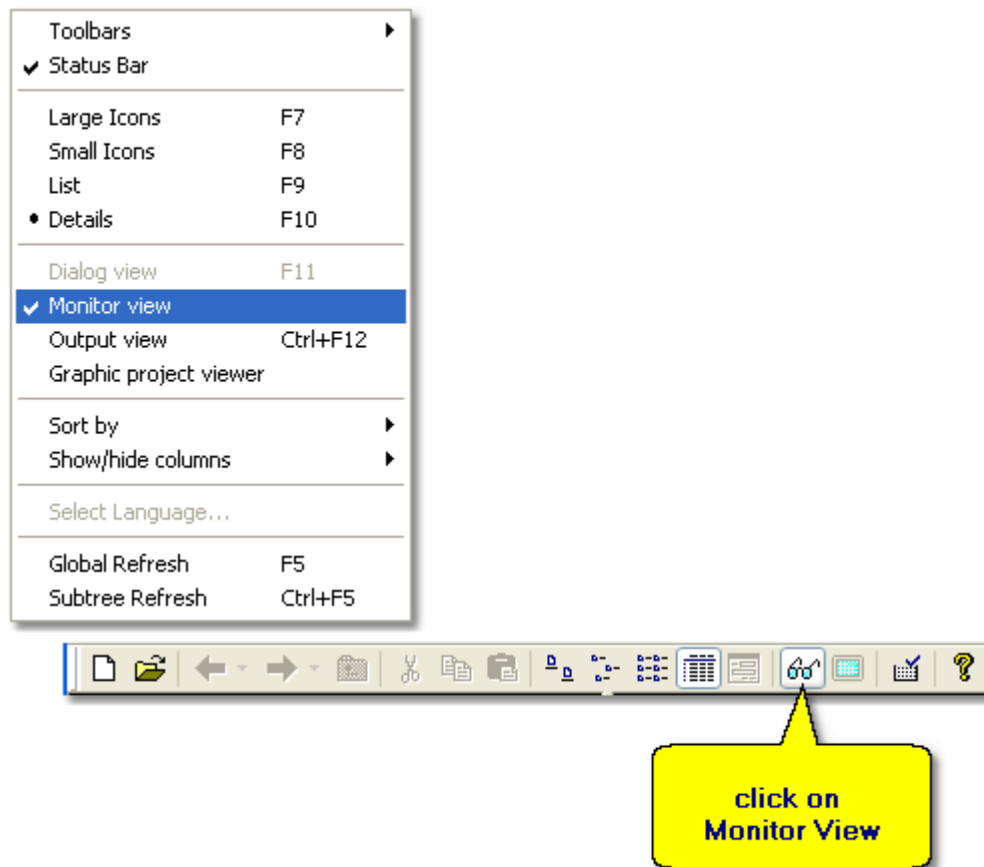 Toolbars
Status Bar
Large Icons F7
Small Icons F8
List F9
Details F10
Dialog view F11
Monitor view
Output view Ctrl+F12
Graphic project viewer
Sort by
Show/hide columns
Select Language...
Global Refresh F5
Subtree Refresh Ctrl+F5
click on
Monitor View